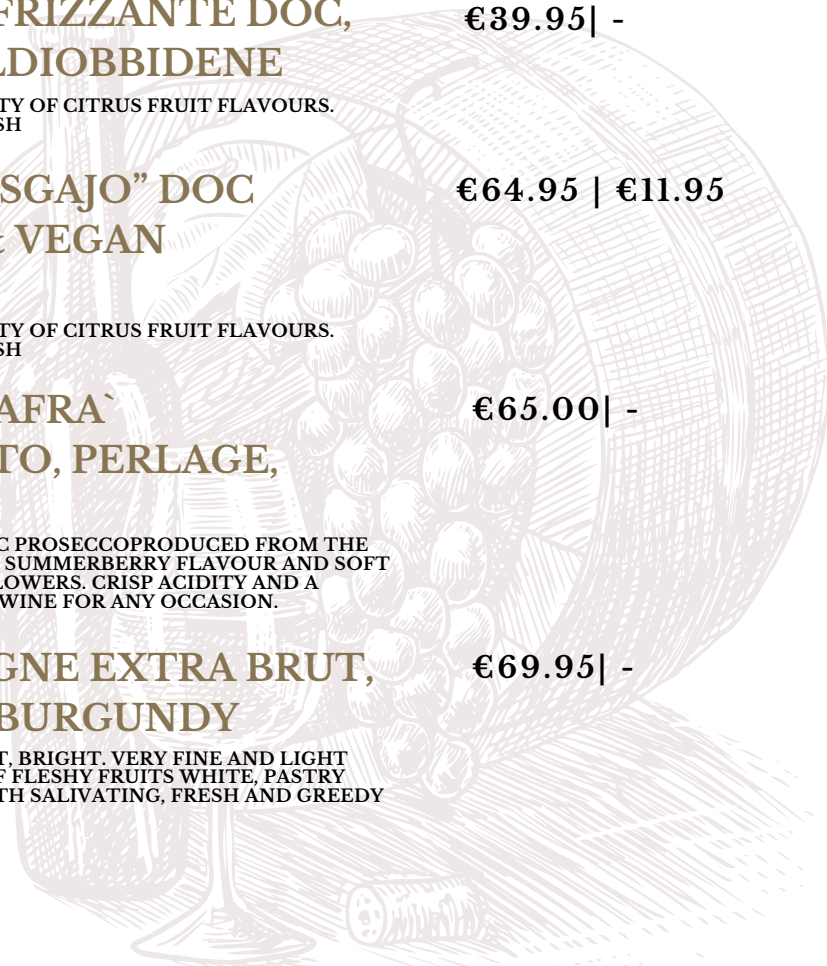 FRIZZANTE DOC, €39.95| -
LDIOBBIDENE
TY OF CITRUS FRUIT FLAVOURS.
SH
SGAJO” DOC €64.95 | €11.95
& VEGAN
TY OF CITRUS FRUIT FLAVOURS.
SH
AFRA` €65.00| -
TO, PERLAGE,
C PROSECCOPRODUCED FROM THE
SUMMERBERRY FLAVOUR AND SOFT
LOWERS. CRISP ACIDITY AND A
WINE FOR ANY OCCASION.
GNE EXTRA BRUT, €69.95| -
BURGUNDY
T, BRIGHT. VERY FINE AND LIGHT
F FLESHY FRUITS WHITE, PASTRY
TH SALIVATING, FRESH AND GREEDY